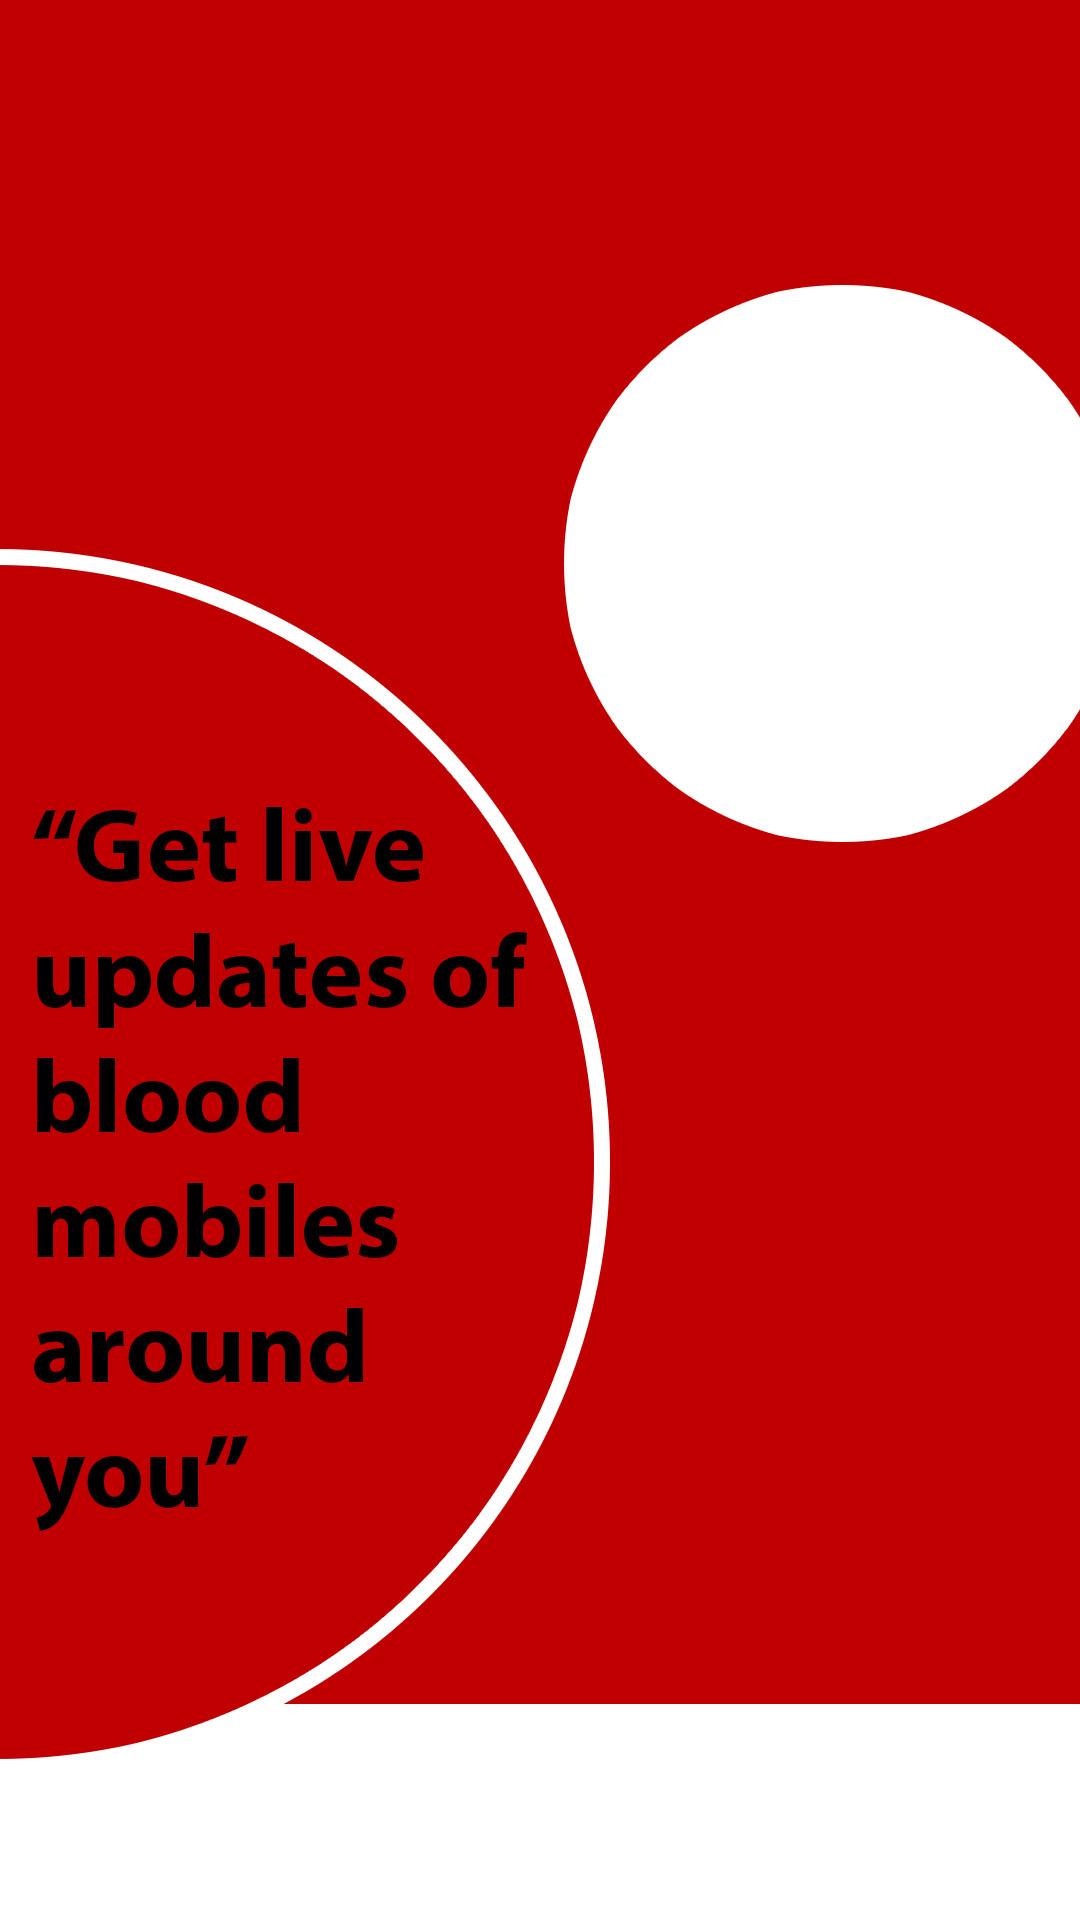 “Get live
updates of
blood
mobiles
around
you”